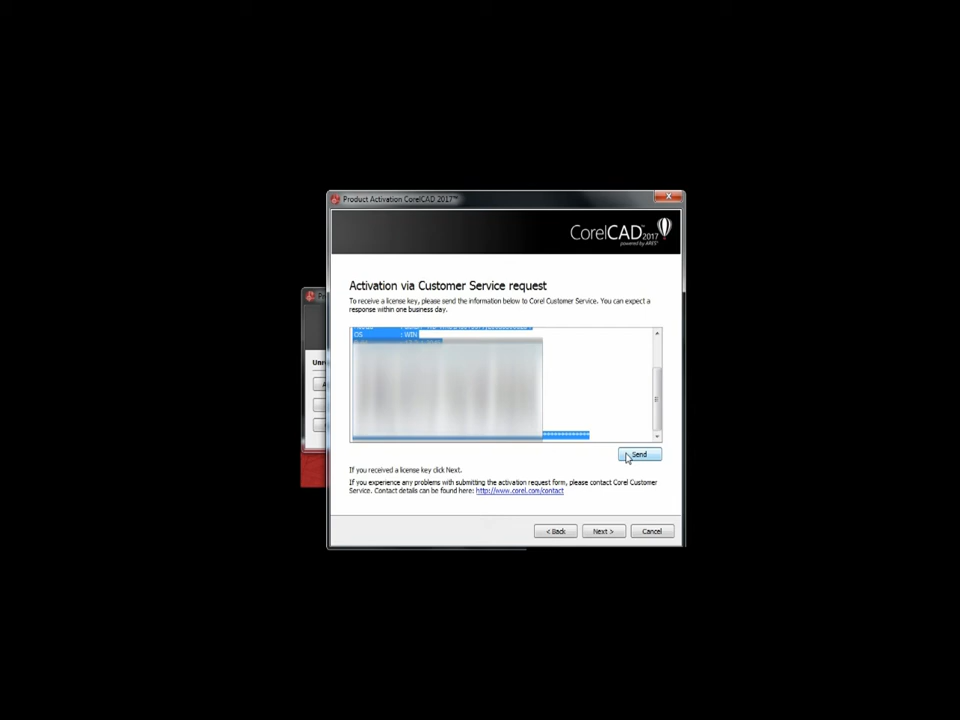 Product Activation CorelCAD 2017™
CorelCAD™ 2017
powered by ARES®
Activation via Customer Service request
To receive a license key, please send the information below to Corel Customer Service. You can expect a
response within one business day.
OS : WIN
Send
If you received a license key click Next.
If you experience any problems with submitting the activation request form, please contact Corel Customer
Service. Contact details can be found here: http://www.corel.com/contact
< Back
Next >
Cancel